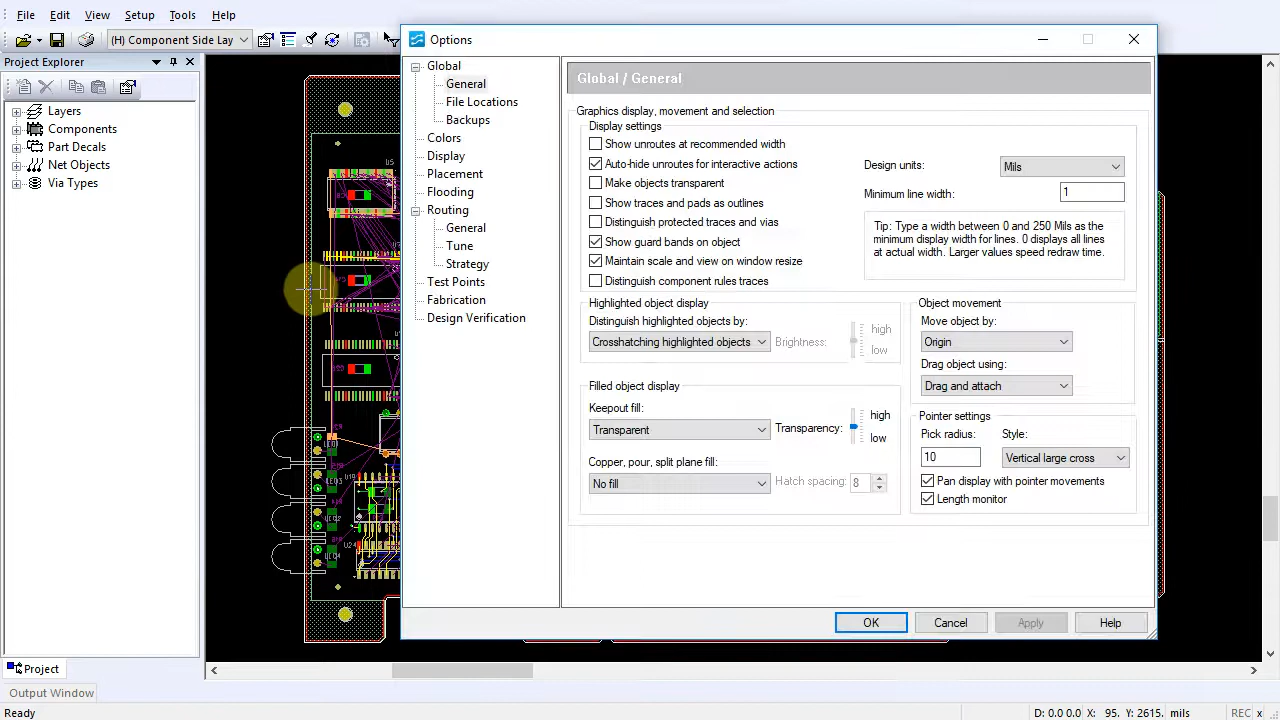 File Edit View Setup Tools Help
(H) Component Side Lay
Project Explorer
Layers
Components
Part Decals
Net Objects
Via Types
Project
Output Window
Ready
D: 0.0 0.0 X: 95. Y: 2615. mils REC x
Options
Global
General
File Locations
Backups
Colors
Display
Placement
Flooding
Routing
General
Tune
Strategy
Test Points
Fabrication
Design Verification
Global / General
Graphics display, movement and selection
Display settings
Show unroutes at recommended width
Auto-hide unroutes for interactive actions
Make objects transparent
Show traces and pads as outlines
Distinguish protected traces and vias
Show guard bands on object
Maintain scale and view on window resize
Distinguish component rules traces
Design units: Mils
Minimum line width: 1
Tip: Type a width between 0 and 250 Mils as the
minimum display width for lines. 0 displays all lines
at actual width. Larger values speed redraw time.
Highlighted object display
Distinguish highlighted objects by:
Crosshatching highlighted objects Brightness: high
low
Filled object display
Keepout fill:
Transparent Transparency: high
low
Copper, pour, split plane fill:
No fill Hatch spacing: 8
Object movement
Move object by:
Origin
Drag object using:
Drag and attach
Pointer settings
Pick radius: Style:
10 Vertical large cross
Pan display with pointer movements
Length monitor
OK Cancel Apply Help